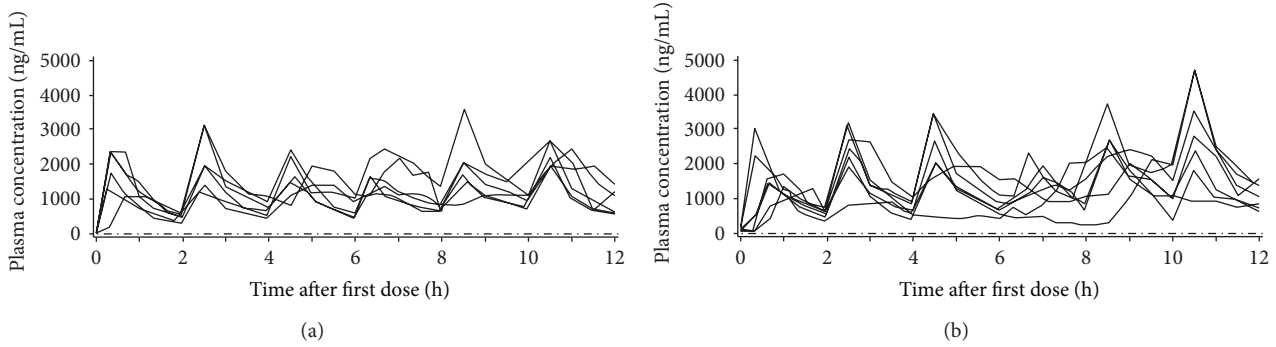 Plasma concentration (ng/mL)
5000
4000
3000
2000
1000
0
0 2 4 6 8 10 12
Time after first dose (h)
(a)
Plasma concentration (ng/mL)
5000
4000
3000
2000
1000
0
0 2 4 6 8 10 12
Time after first dose (h)
(b)